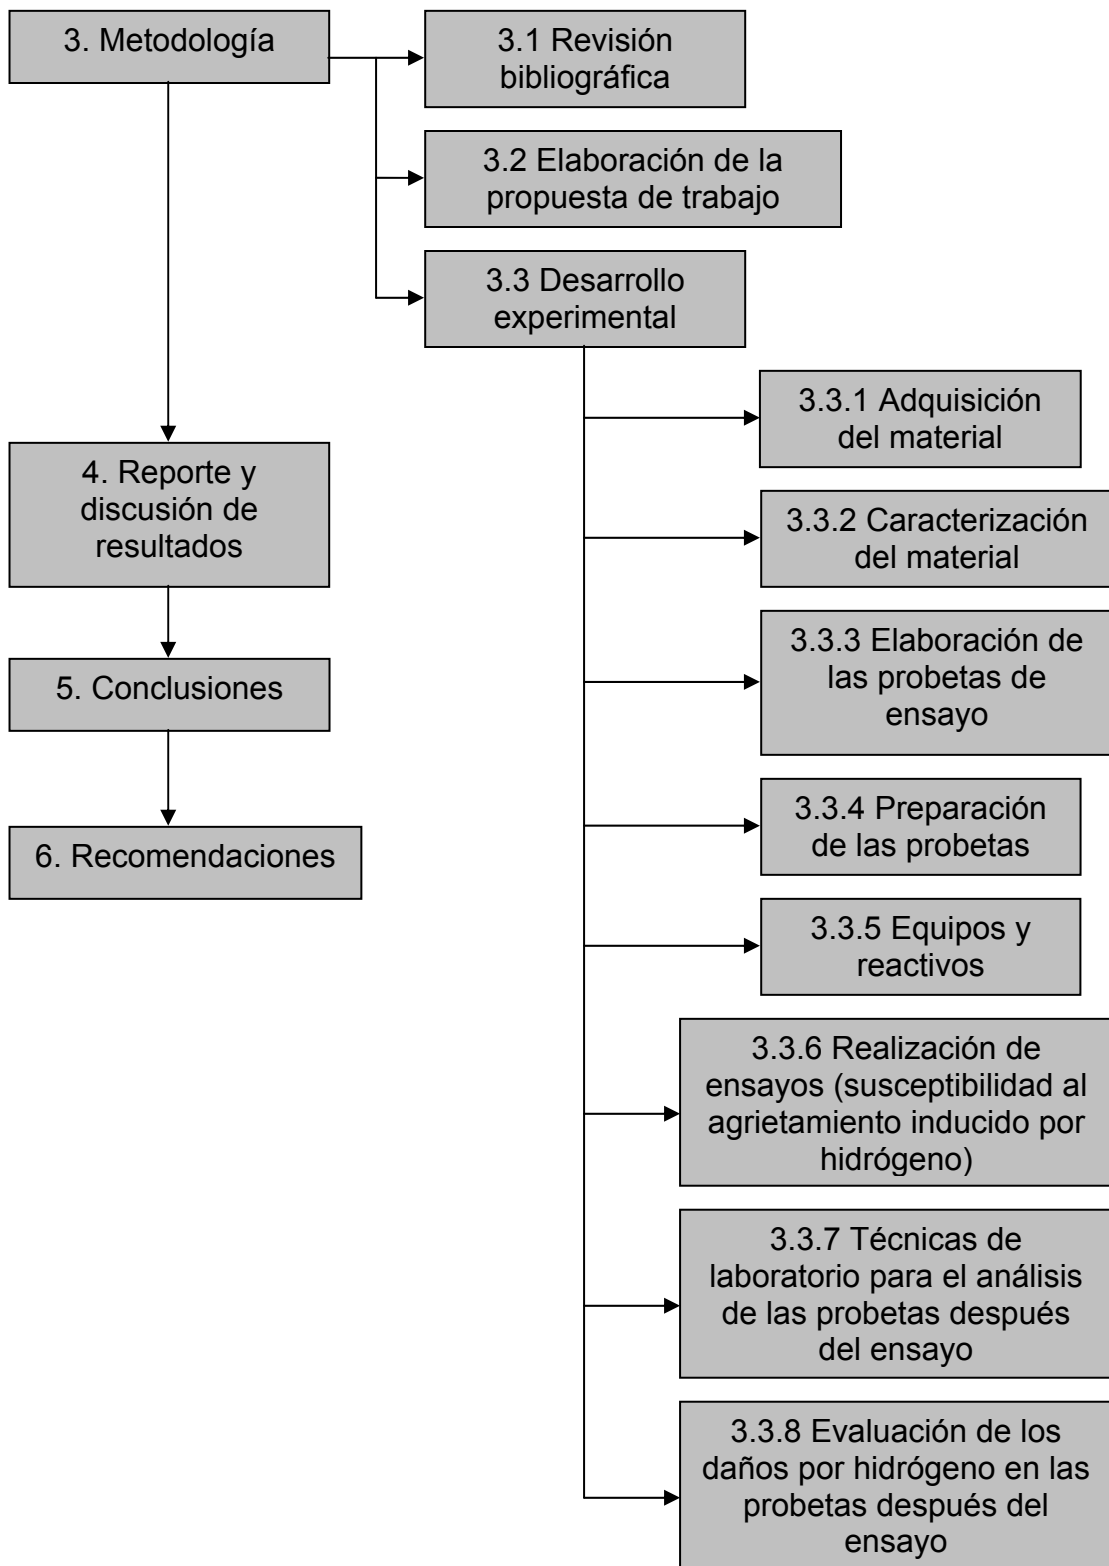 3. Metodología
3.1 Revisión
bibliográfica
3.2 Elaboración de la
propuesta de trabajo
3.3 Desarrollo
experimental
3.3.1 Adquisición
del material
3.3.2 Caracterización
del material
3.3.3 Elaboración de
las probetas de
ensayo
3.3.4 Preparación
de las probetas
3.3.5 Equipos y
reactivos
3.3.6 Realización de
ensayos (susceptibilidad al
agrietamiento inducido por
hidrógeno)
3.3.7 Técnicas de
laboratorio para el análisis
de las probetas después
del ensayo
3.3.8 Evaluación de los
daños por hidrógeno en las
probetas después del
ensayo
4. Reporte y
discusión de
resultados
5. Conclusiones
6. Recomendaciones